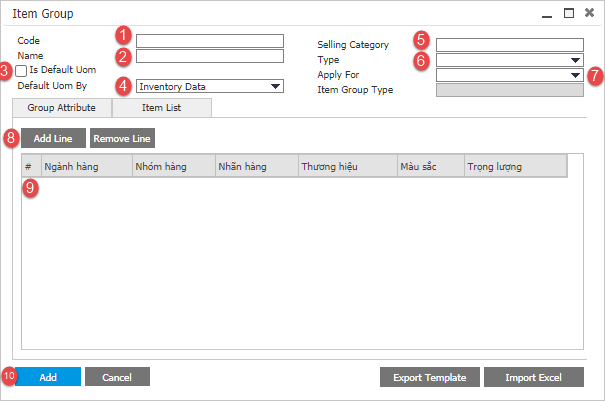 Item Group
1
Code
2
Name
3
Is Default Uom
Default Uom By
4
Inventory Data
5
Selling Category
6
Type
Apply For
7
Item Group Type
Group Attribute
Item List
8
Add Line
Remove Line
# Ngành hàng Nhóm hàng Nhãn hàng Thương hiệu Màu sắc Trọng lượng
9
10
Add
Cancel
Export Template
Import Excel